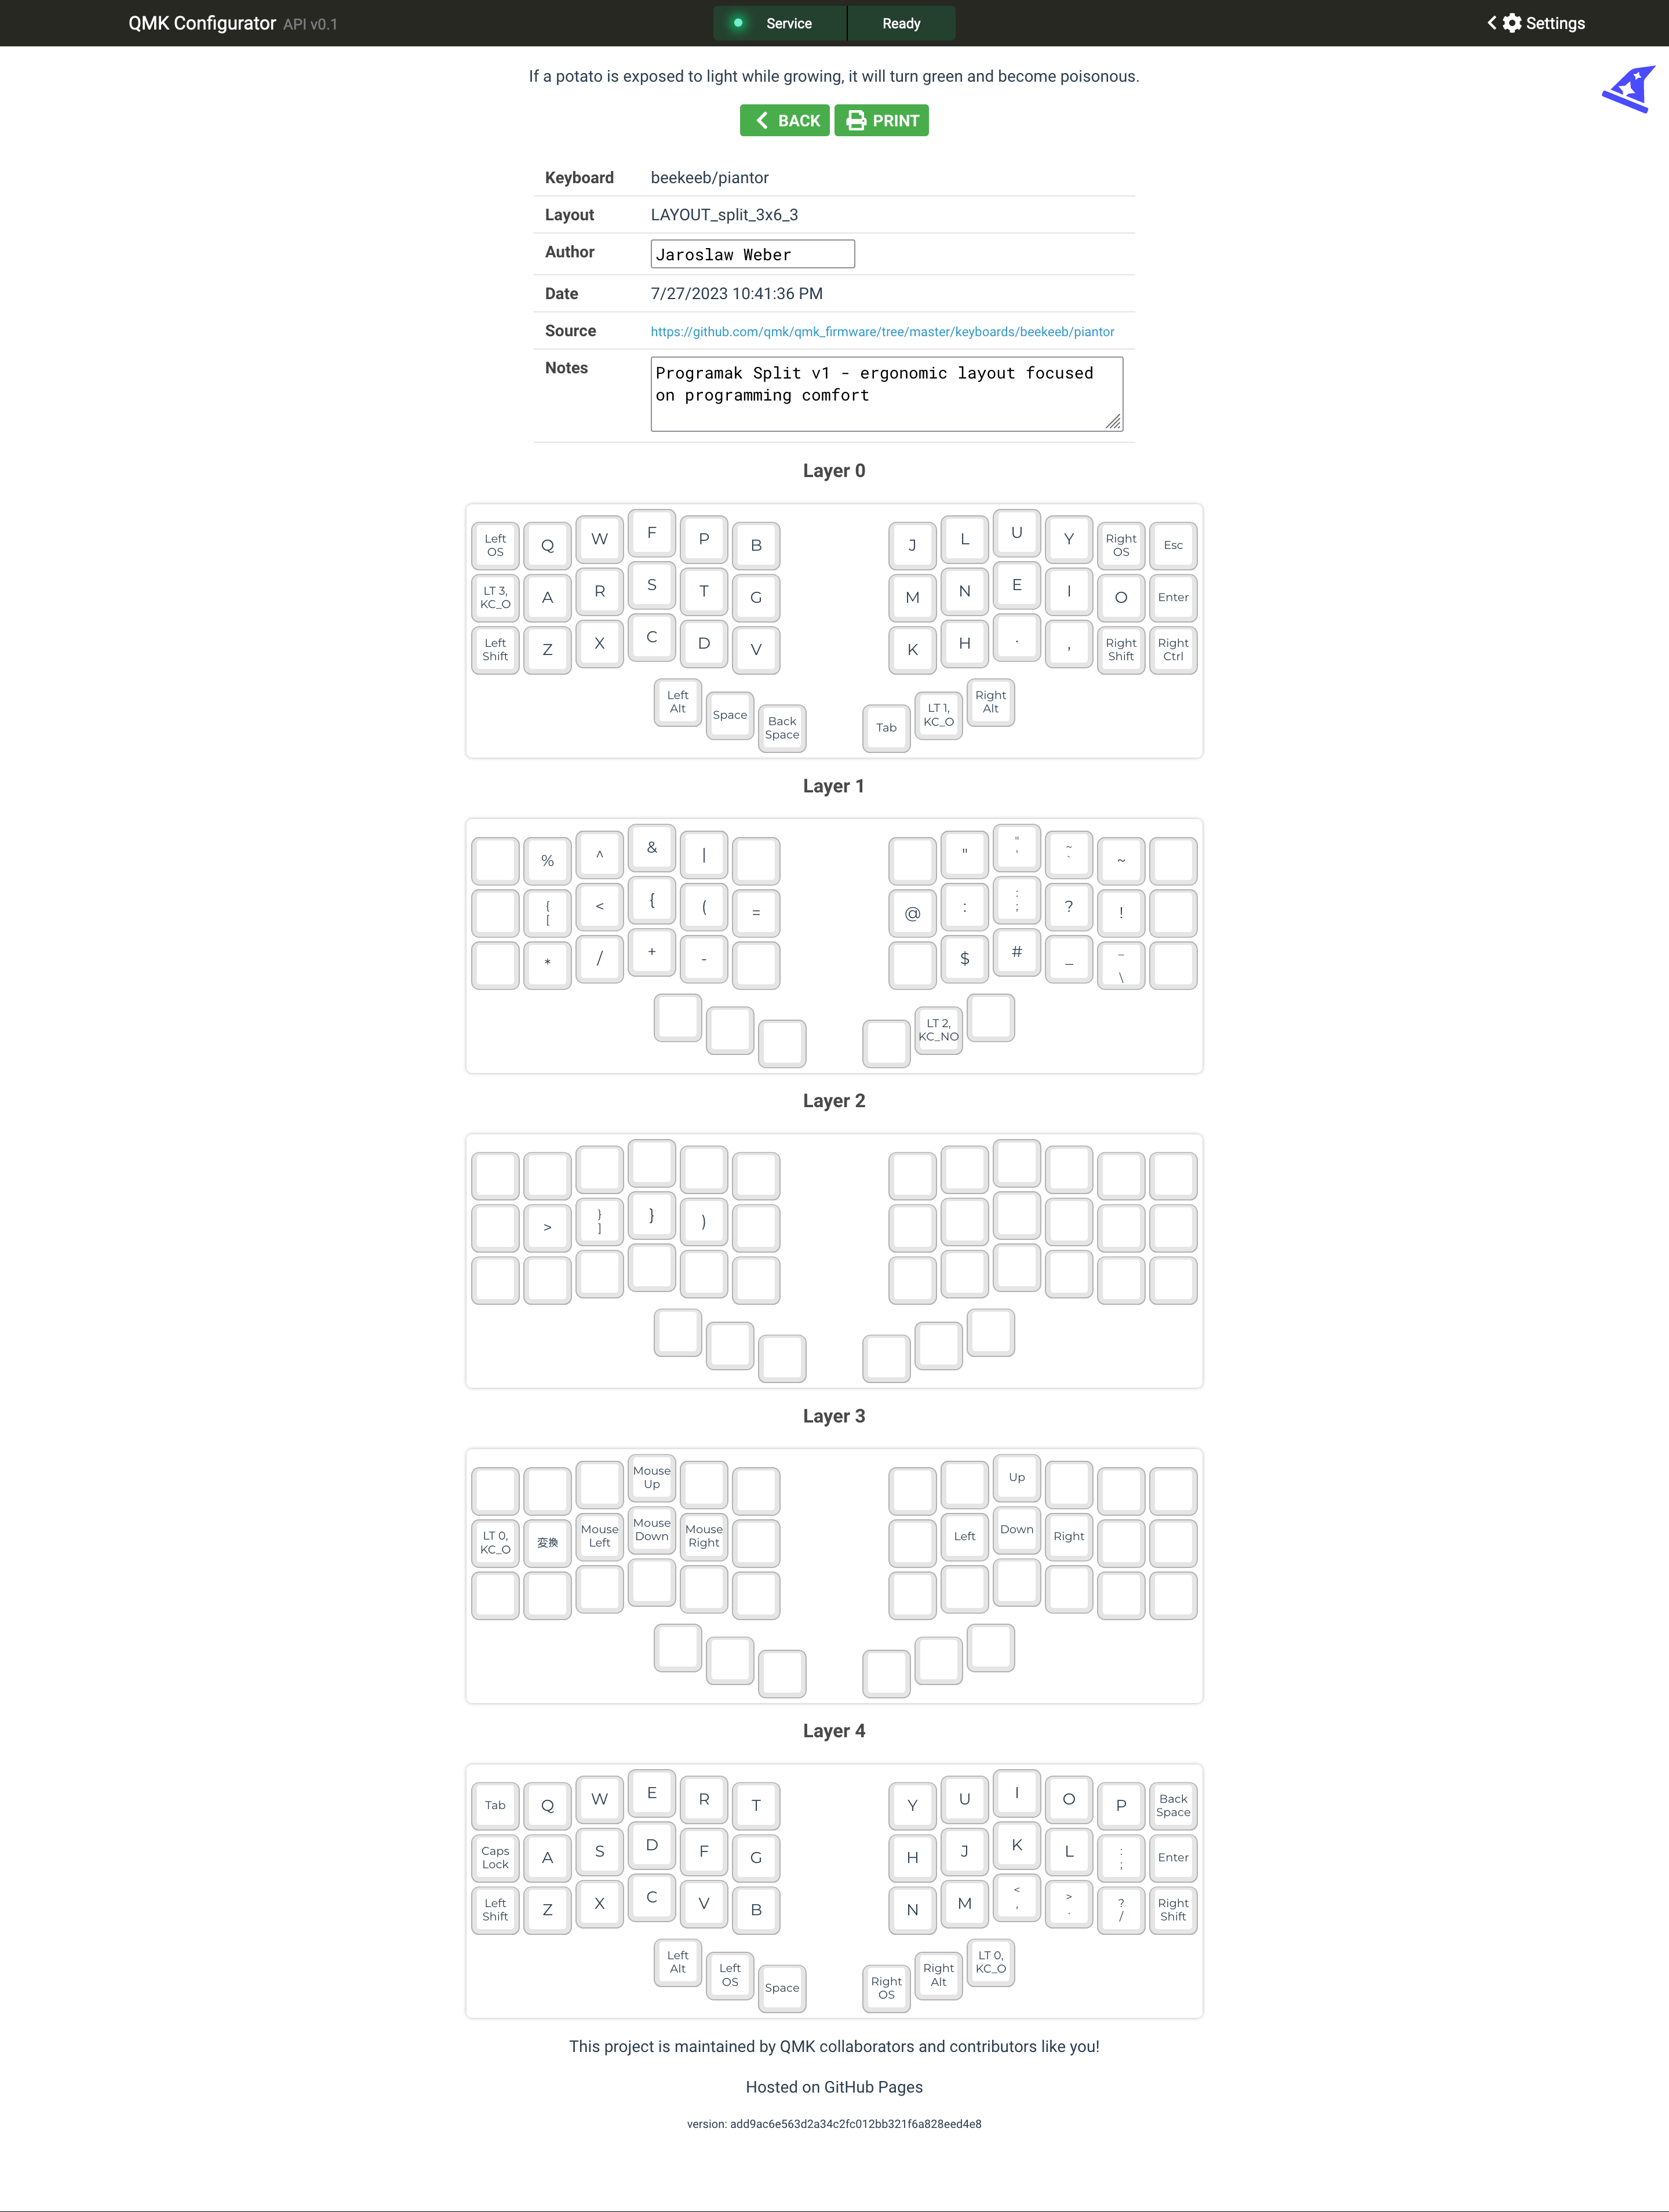 QMK Configurator API v0.1
Service
Ready
Settings
If a potato is exposed to light while growing, it will turn green and become poisonous.
BACK
PRINT
Keyboard beekeeb/piantor
Layout LAYOUT_split_3x6_3
Author Jaroslaw Weber
Date 7/27/2023 10:41:36 PM
Source https://github.com/qmk/qmk_firmware/tree/master/keyboards/beekeeb/piantor
Notes Programak Split v1 - ergonomic layout focused
on programming comfort
Layer 0
Left OS Q W F P B J L U Y Right OS Esc
LT 3, KC_O A R S T G M N E I O Enter
Left Shift Z X C D V K H . , Right Shift Right Ctrl
Left Alt Space Back Space Tab LT 1, KC_O Right Alt
Layer 1
% ^ & | " " ' ~ ` ~
{ [ < { ( = @ : : ; ? !
* / + - $ # _ _ \
LT 2, KC_NO
Layer 2
> } ] } )
Layer 3
Mouse Up Up
LT 0, KC_O 変換 Mouse Left Mouse Down Mouse Right Left Down Right
Layer 4
Tab Q W E R T Y U I O P Back Space
Caps Lock A S D F G H J K L : ; Enter
Left Shift Z X C V B N M < , > . ? / Right Shift
Left Alt Left OS Space Right OS Right Alt LT 0, KC_O
This project is maintained by QMK collaborators and contributors like you!
Hosted on GitHub Pages
version: add9ac6e563d2a34c2fc012bb321f6a828eed4e8